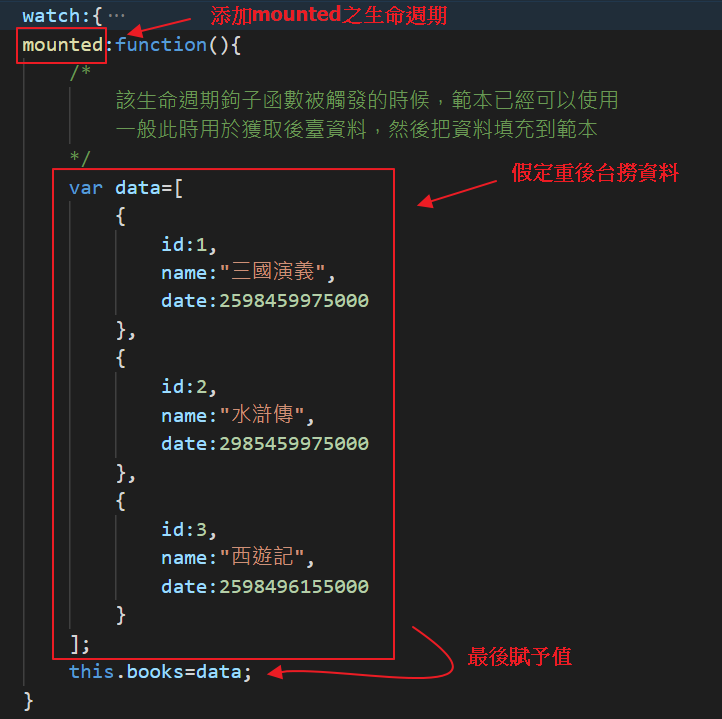 watch:{ ⋯
添加mounted之生命週期
mounted:function(){
/*
該生命週期鉤子函數被觸發的時候，範本已經可以使用
一般此時用於獲取後臺資料，然後把資料填充到範本
*/
假定重後台撈資料
var data=[
{
id:1,
name:"三國演義",
date:2598459975000
},
{
id:2,
name:"水滸傳",
date:2985459975000
},
{
id:3,
name:"西遊記",
date:2598496155000
}
];
最後賦予值
this.books=data;
}